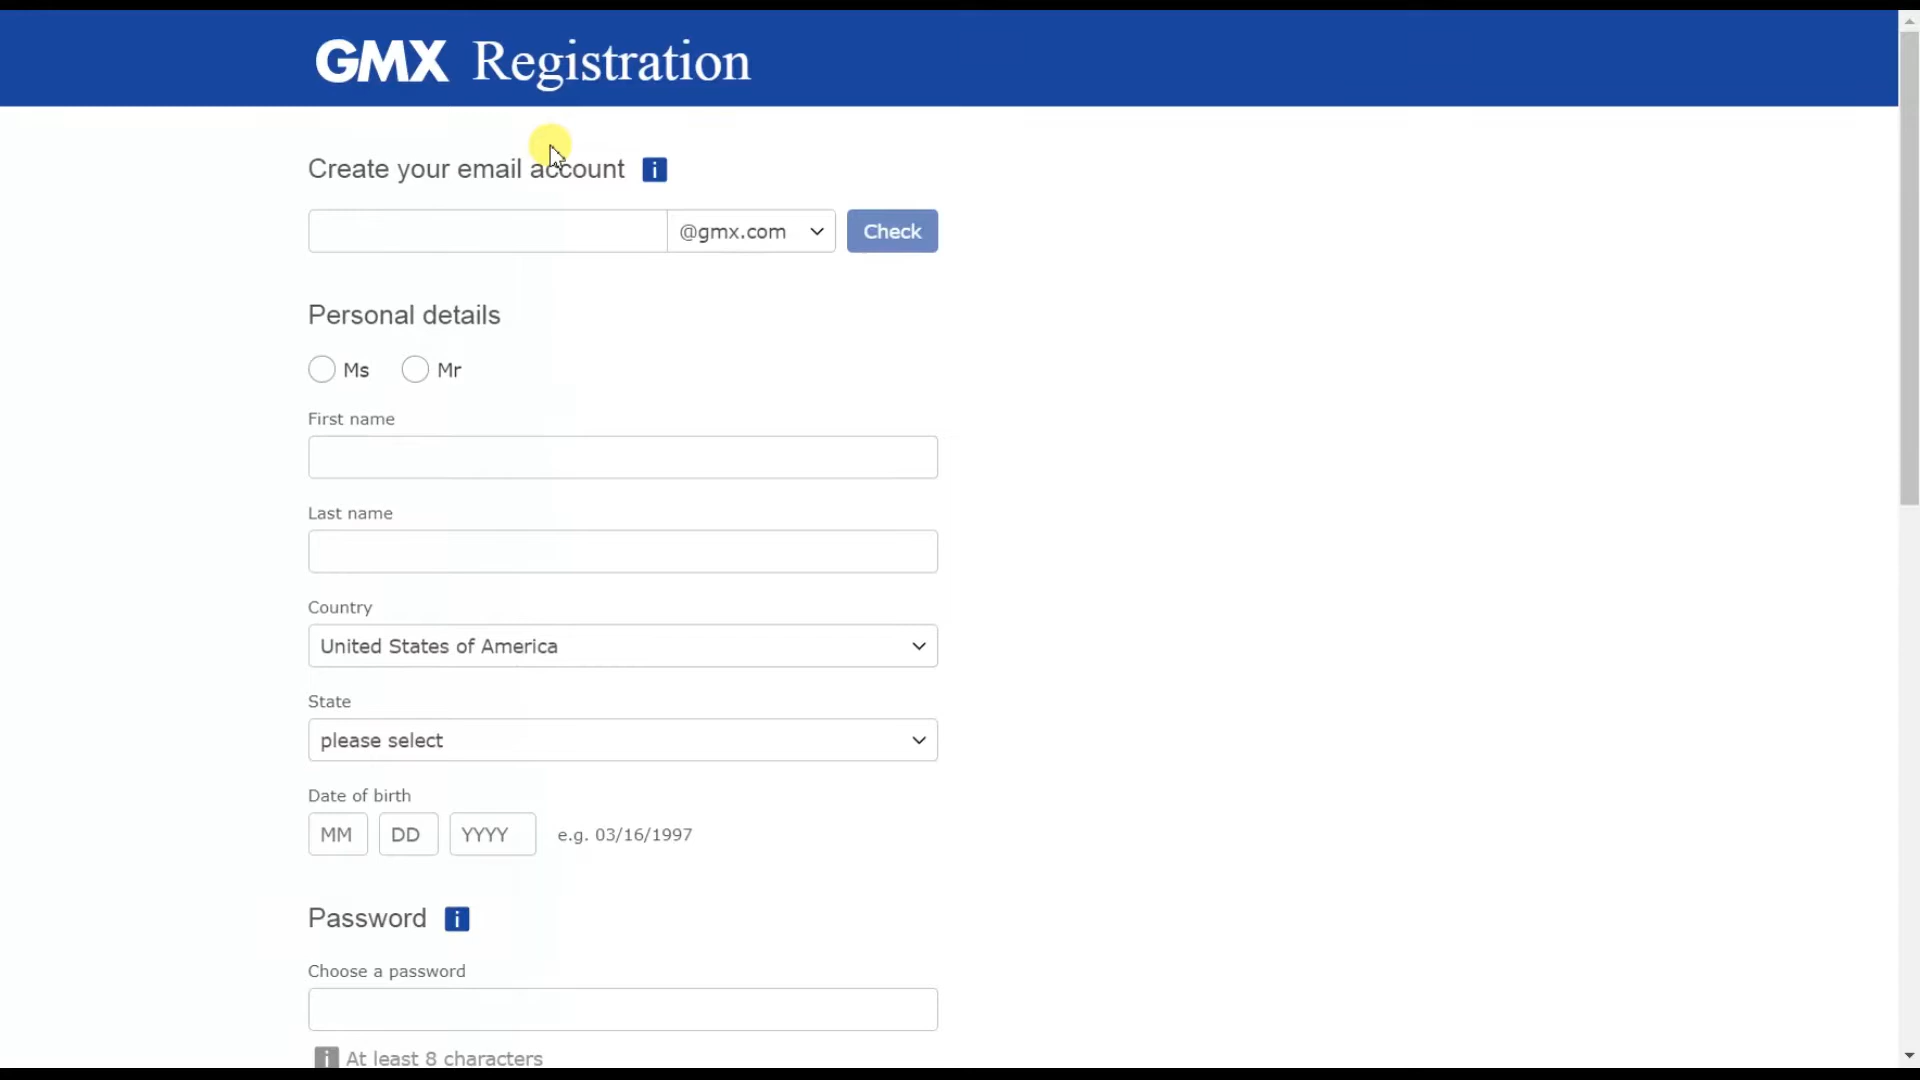 GMX Registration
Create your email account i
@gmx.com Check
Personal details
Ms Mr
First name
Last name
Country
United States of America
State
please select
Date of birth
MM DD YYYY e.g. 03/16/1997
Password i
Choose a password
i At least 8 characters